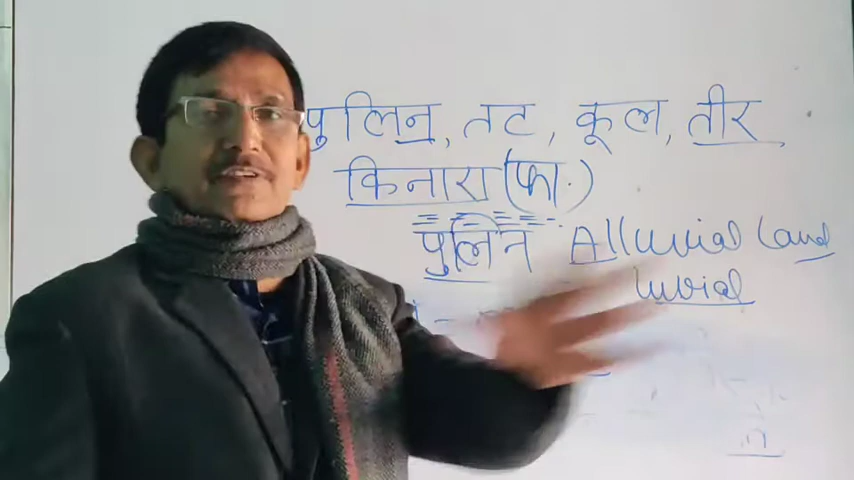 पुलिन, तट, कूल, तीर,
किनारा (फा.)
पुलिन Alluvial land
luvial